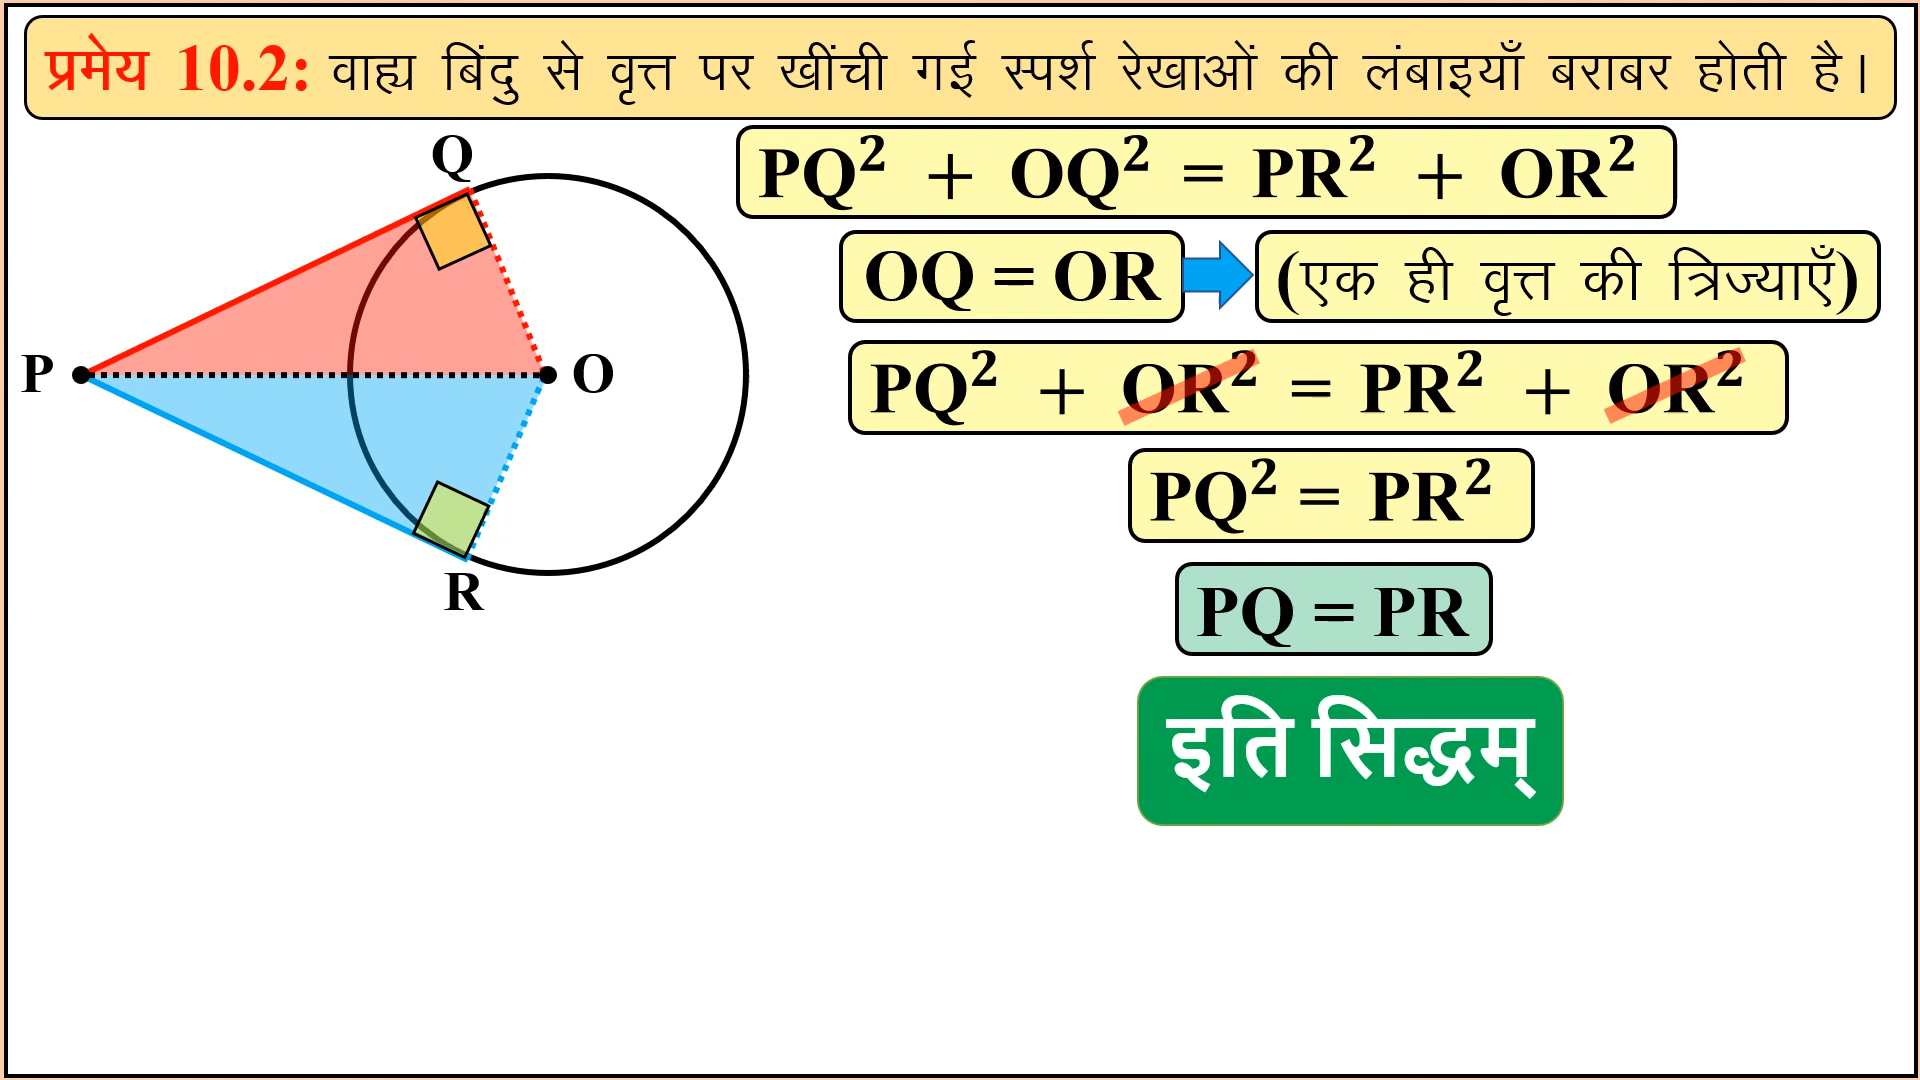 प्रमेय 10.2: वाह्य बिंदु से वृत्त पर खींची गई स्पर्श रेखाओं की लंबाइयाँ बराबर होती है।
Q
PQ² + OQ² = PR² + OR²
OQ = OR (एक ही वृत्त की त्रिज्याएँ)
P O
PQ² + OR² = PR² + OR²
PQ² = PR²
R
PQ = PR
इति सिद्धम्